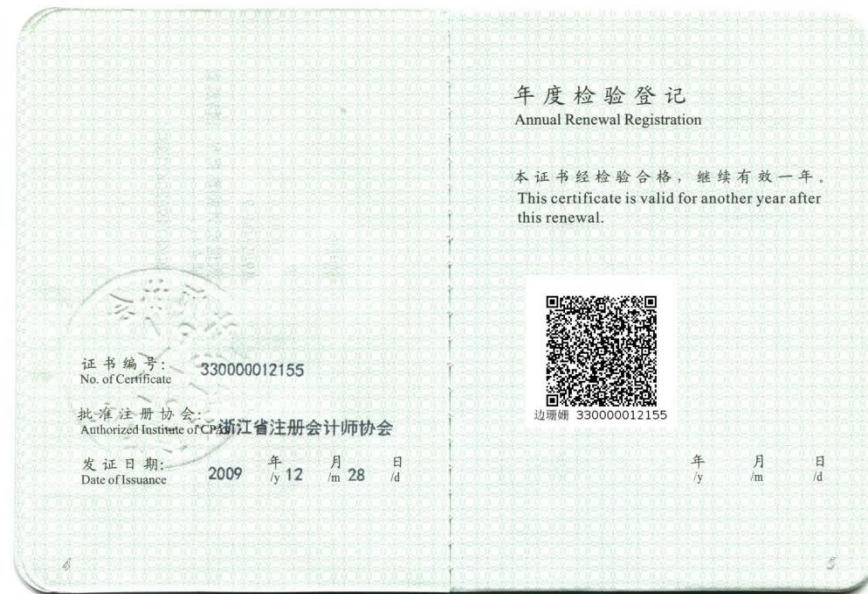 证书编号:
No. of Certificate
330000012155
批准注册协会:
Authorized Institute of CPAs
浙江省注册会计师协会
发证日期:
Date of Issuance
2009 年 12 月 28 日
/y /m /d
4
年度检验登记
Annual Renewal Registration
本证书经检验合格，继续有效一年。
This certificate is valid for another year after
this renewal.
边珊姗 330000012155
年 月 日
/y /m /d
5